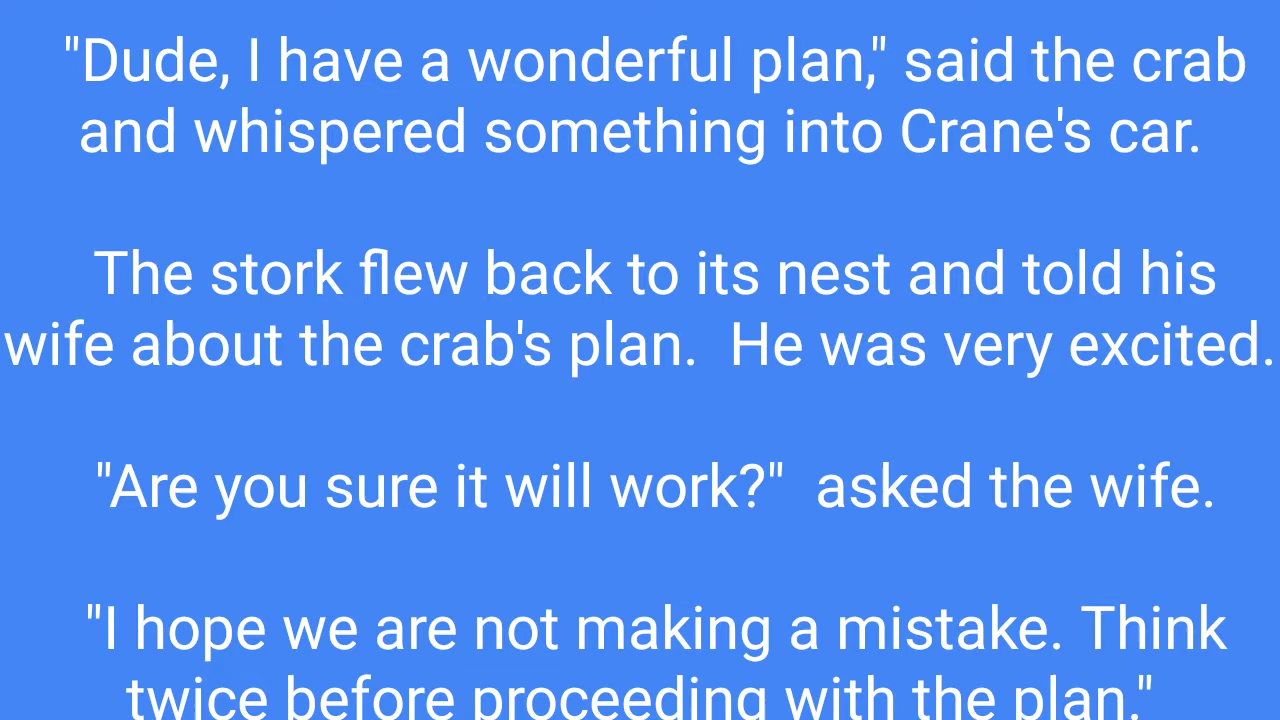 "Dude, I have a wonderful plan," said the crab
and whispered something into Crane's car.
The stork flew back to its nest and told his
wife about the crab's plan.  He was very excited.
"Are you sure it will work?"  asked the wife.
"I hope we are not making a mistake. Think
twice before proceeding with the plan."